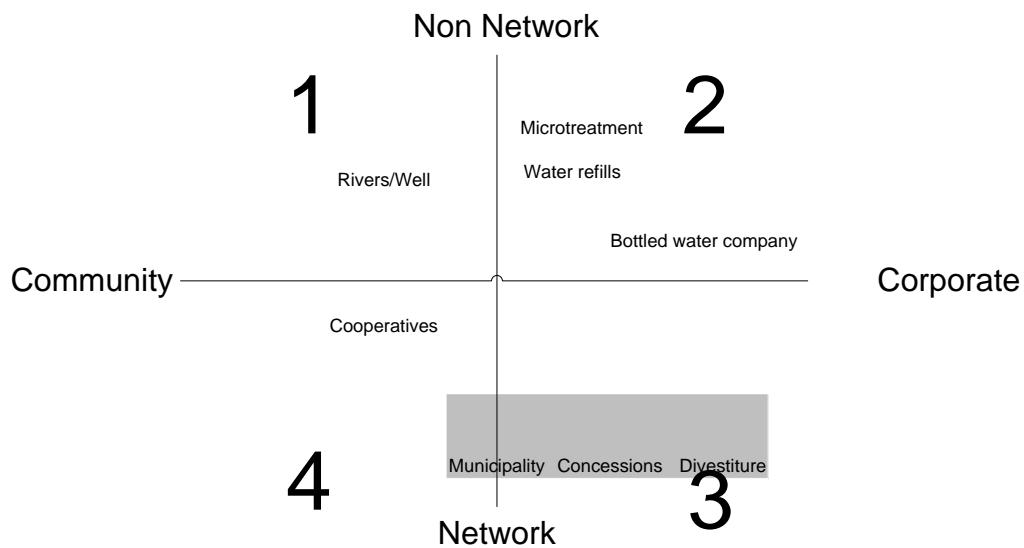 Non Network
1
2
Microtreatment
Water refills
Rivers/Well
Bottled water company
Community
Corporate
Cooperatives
Municipality Concessions Divestiture
4
3
Network